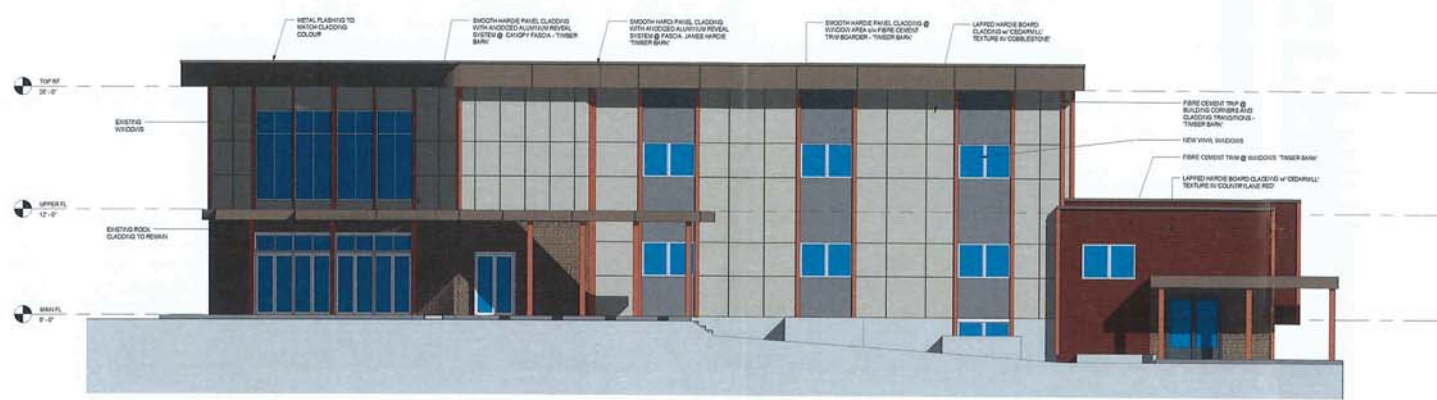 METAL FLASHING TO
MATCH CLADDING
COLOUR
SMOOTH HARDIE PANEL CLADDING
WITH ANODIZED ALUMINUM REVEAL
SYSTEM @ CANOPY FASCIA - 'TIMBER
BARK'
SMOOTH HARDI PANEL CLADDING
WITH ANODIZED ALUMINUM REVEAL
SYSTEM @ FASCIA. JAMES HARDIE
'TIMBER BARK'
SMOOTH HARDIE PANEL CLADDING @
WINDOW AREA c/w FIBRE CEMENT
TRIM BOARDER - 'TIMBER BARK'
LAPPED HARDIE BOARD
CLADDING w/ 'CEDARMILL'
TEXTURE IN 'COBBLESTONE'
TOP RF
EXISTING
WINDOWS
FIBRE CEMENT TRIP @
BUILDING CORNERS AND
CLADDING TRANSITIONS -
'TIMBER BARK'
NEW VINYL WINDOWS
FIBRE CEMENT TRIM @ WINDOWS 'TIMBER BARK'
LAPPED HARDIE BOARD CLADDING w/ 'CEDARMILL'
TEXTURE IN 'COUNTRYLANE RED'
UPPER FL
12' - 0"
EXISTING ROCK
CLADDING TO REMAIN
MAIN FL